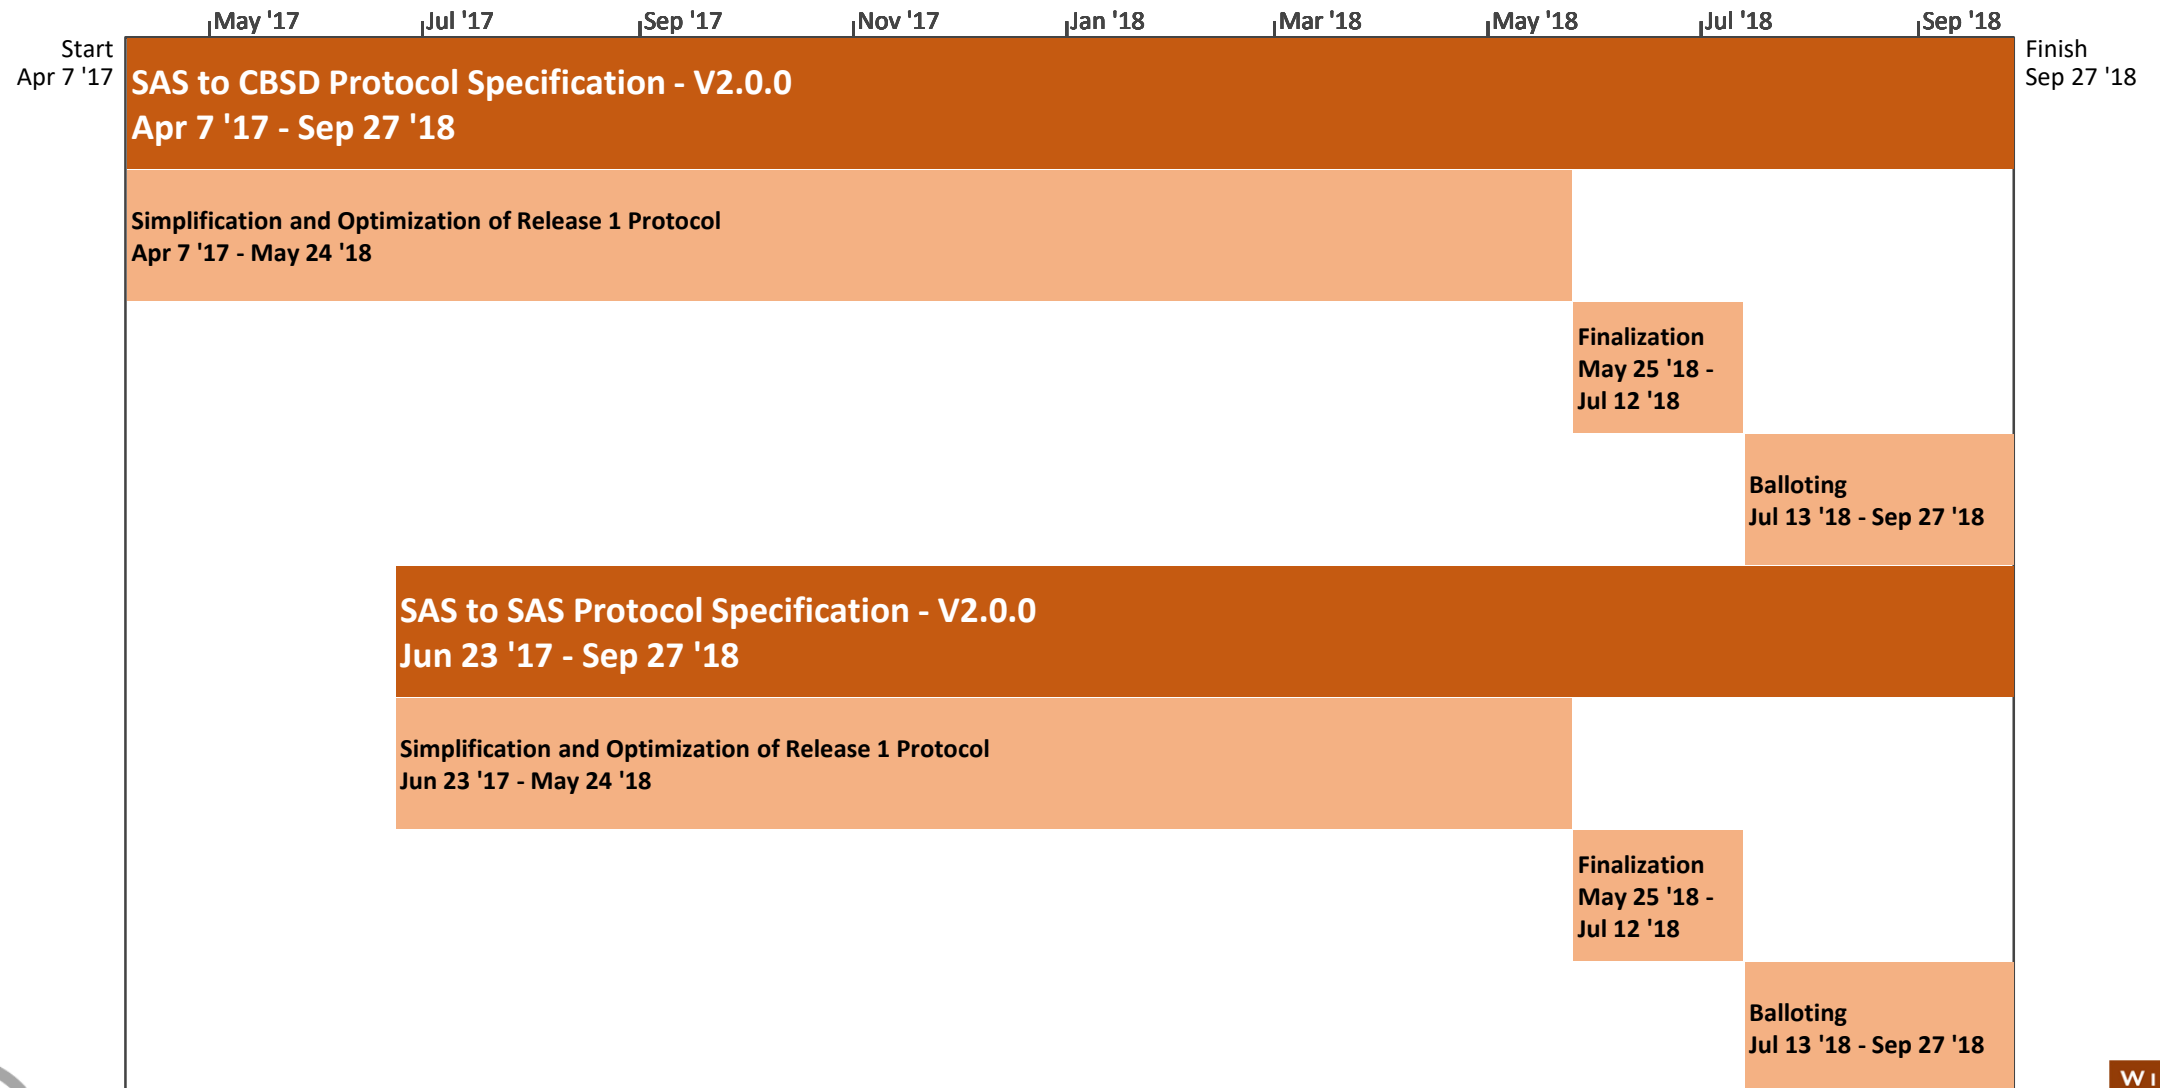 May '17 Jul '17 Sep '17 Nov '17 Jan '18 Mar '18 May '18 Jul '18 Sep '18
Start
Apr 7 '17
Finish
Sep 27 '18
SAS to CBSD Protocol Specification - V2.0.0
Apr 7 '17 - Sep 27 '18
Simplification and Optimization of Release 1 Protocol
Apr 7 '17 - May 24 '18
Finalization
May 25 '18 -
Jul 12 '18
Balloting
Jul 13 '18 - Sep 27 '18
SAS to SAS Protocol Specification - V2.0.0
Jun 23 '17 - Sep 27 '18
Simplification and Optimization of Release 1 Protocol
Jun 23 '17 - May 24 '18
Finalization
May 25 '18 -
Jul 12 '18
Balloting
Jul 13 '18 - Sep 27 '18